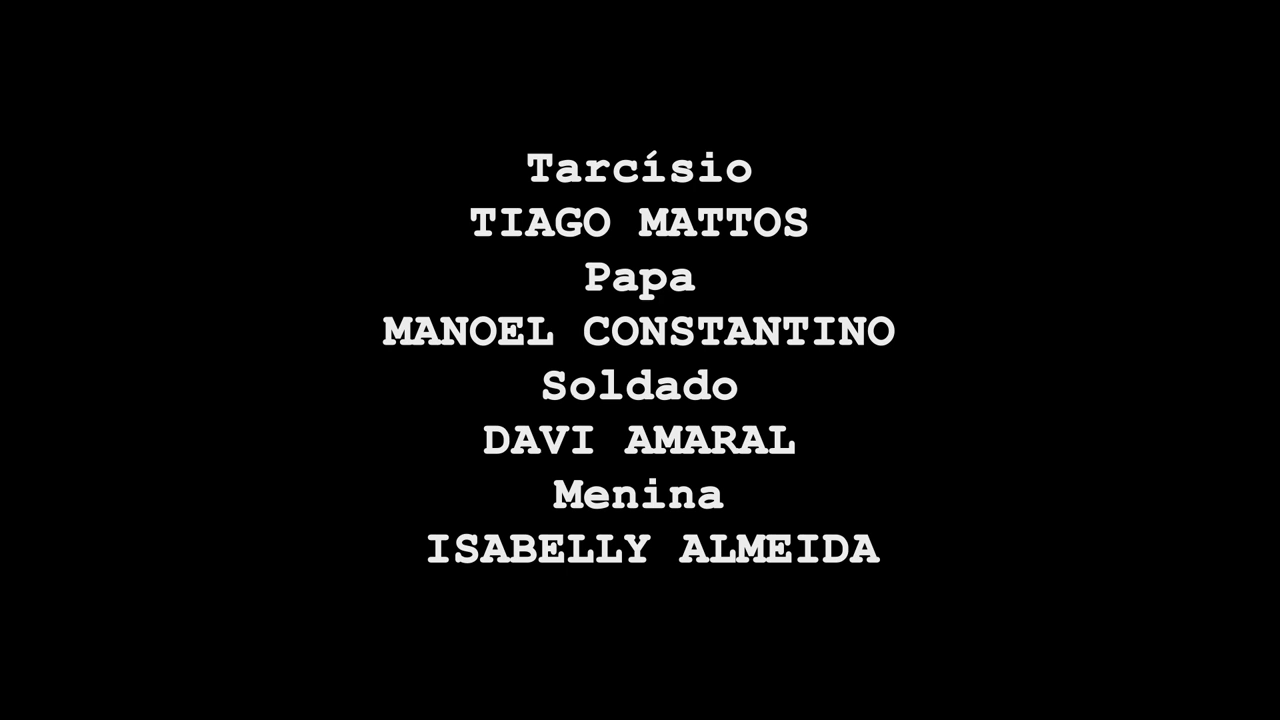 Tarcísio
TIAGO MATTOS
Papa
MANOEL CONSTANTINO
Soldado
DAVI AMARAL
Menina
ISABELLY ALMEIDA